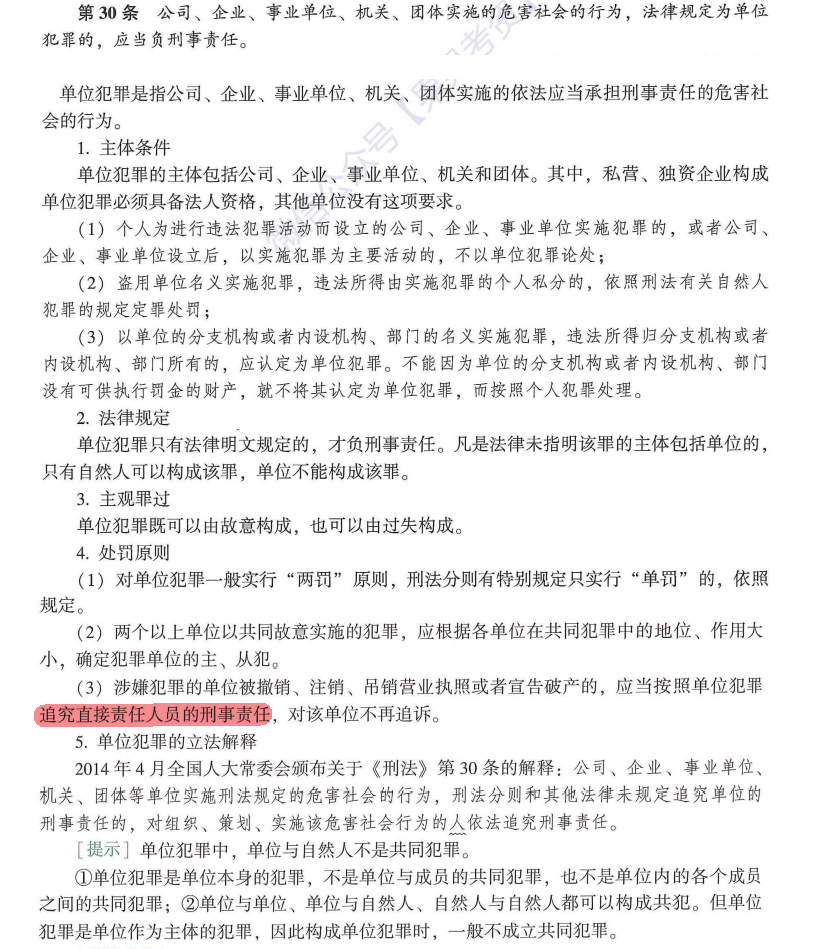 第30条 公司、企业、事业单位、机关、团体实施的危害社会的行为，法律规定为单位
犯罪的，应当负刑事责任。
单位犯罪是指公司、企业、事业单位、机关、团体实施的依法应当承担刑事责任的危害社
会的行为。
1. 主体条件
单位犯罪的主体包括公司、企业、事业单位、机关和团体。其中，私营、独资企业构成
单位犯罪必须具备法人资格，其他单位没有这项要求。
（1）个人为进行违法犯罪活动而设立的公司、企业、事业单位实施犯罪的，或者公司、
企业、事业单位设立后，以实施犯罪为主要活动的，不以单位犯罪论处；
（2）盗用单位名义实施犯罪，违法所得由实施犯罪的个人私分的，依照刑法有关自然人
犯罪的规定定罪处罚；
（3）以单位的分支机构或者内设机构、部门的名义实施犯罪，违法所得归分支机构或者
内设机构、部门所有的，应认定为单位犯罪。不能因为单位的分支机构或者内设机构、部门
没有可供执行罚金的财产，就不将其认定为单位犯罪，而按照个人犯罪处理。
2. 法律规定
单位犯罪只有法律明文规定的，才负刑事责任。凡是法律未指明该罪的主体包括单位的，
只有自然人可以构成该罪，单位不能构成该罪。
3. 主观罪过
单位犯罪既可以由故意构成，也可以由过失构成。
4. 处罚原则
（1）对单位犯罪一般实行“两罚”原则，刑法分则有特别规定只实行“单罚”的，依照
规定。
（2）两个以上单位以共同故意实施的犯罪，应根据各单位在共同犯罪中的地位、作用大
小，确定犯罪单位的主、从犯。
（3）涉嫌犯罪的单位被撤销、注销、吊销营业执照或者宣告破产的，应当按照单位犯罪
追究直接责任人员的刑事责任，对该单位不再追诉。
5. 单位犯罪的立法解释
2014年4月全国人大常委会颁布关于《刑法》第30条的解释：公司、企业、事业单位、
机关、团体等单位实施刑法规定的危害社会的行为，刑法分则和其他法律未规定追究单位的
刑事责任的，对组织、策划、实施该危害社会行为的人依法追究刑事责任。
［提示］单位犯罪中，单位与自然人不是共同犯罪。
①单位犯罪是单位本身的犯罪，不是单位与成员的共同犯罪，也不是单位内的各个成员
之间的共同犯罪；②单位与单位、单位与自然人、自然人与自然人都可以构成共犯。但单位
犯罪是单位作为主体的犯罪，因此构成单位犯罪时，一般不成立共同犯罪。